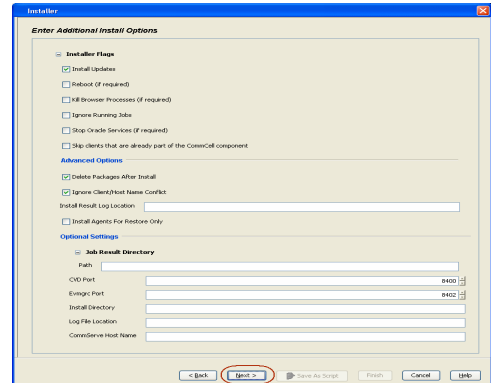 Installer
Enter Additional Install Options
Installer Flags
Install Updates
Reboot (if required)
Kill Browser Processes (if required)
Ignore Running Jobs
Stop Oracle Services (if required)
Skip clients that are already part of the CommCell component
Advanced Options
Delete Packages After Install
Ignore Client/Host Name Conflict
Install Result Log Location
Install Agents For Restore Only
Optional Settings
Job Result Directory
Path
CVD Port 8400
Evmgrc Port 8402
Install Directory
Log File Location
CommServe Host Name
< Back Next > Save As Script Finish Cancel Help